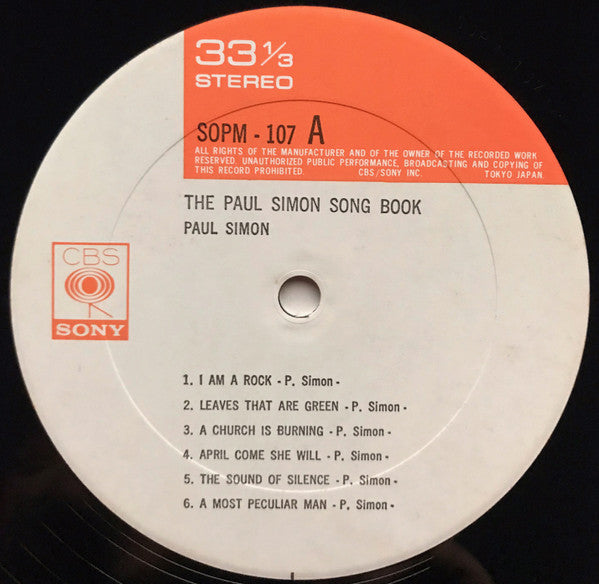 33 1/3
STEREO
SOPM - 107 A
ALL RIGHTS OF THE MANUFACTURER AND OF THE OWNER OF THE RECORDED WORK
RESERVED. UNAUTHORIZED PUBLIC PERFORMANCE, BROADCASTING AND COPYING OF
THIS RECORD PROHIBITED. CBS/SONY INC. TOKYO JAPAN
THE PAUL SIMON SONG BOOK
PAUL SIMON
CBS
SONY
1. I AM A ROCK - P. Simon -
2. LEAVES THAT ARE GREEN - P. Simon -
3. A CHURCH IS BURNING - P. Simon -
4. APRIL COME SHE WILL - P. Simon -
5. THE SOUND OF SILENCE - P. Simon -
6. A MOST PECULIAR MAN - P. Simon -